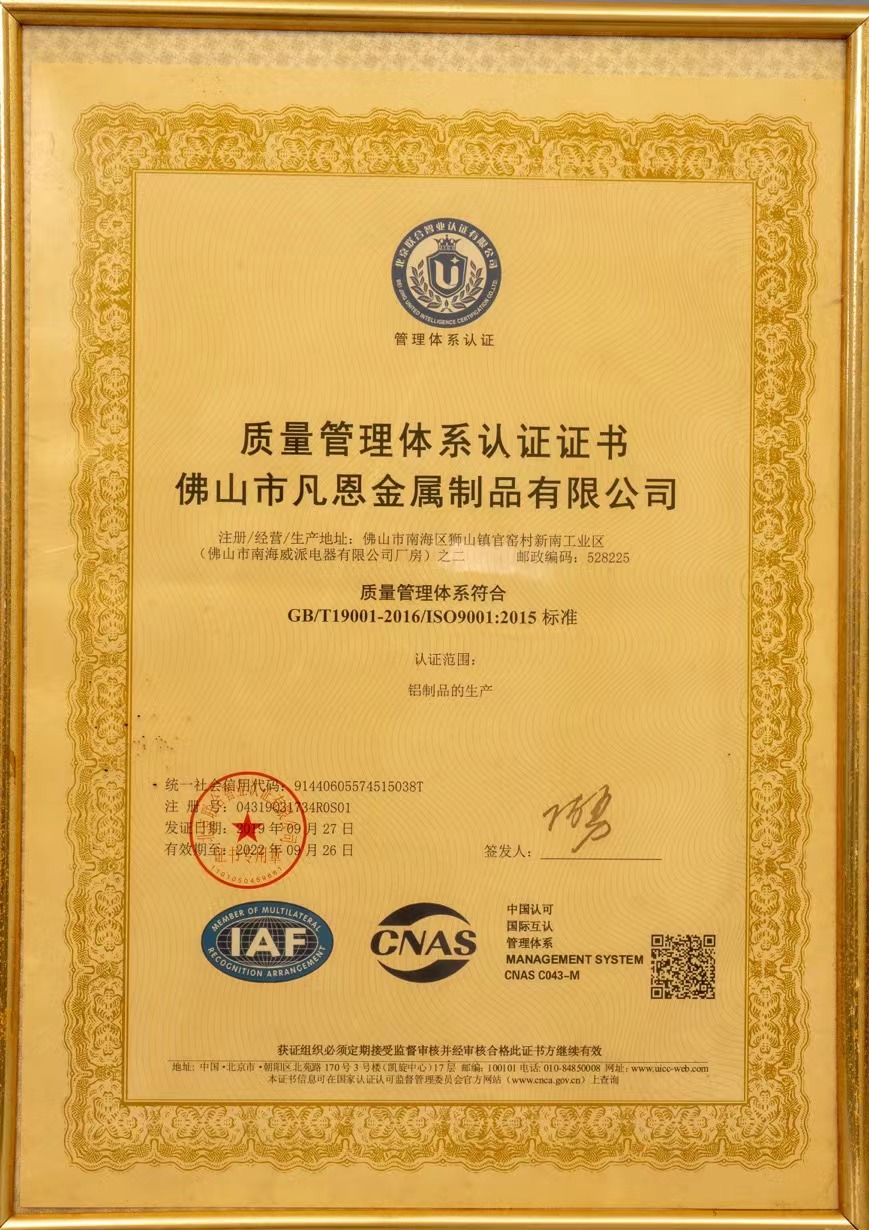 北京联合智业认证有限公司
BEI JING UNITED INTELLIGENCE CERTIFICATION CO.,LTD.
U
管理体系认证
质量管理体系认证证书
佛山市凡恩金属制品有限公司
注册/经营/生产地址：佛山市南海区狮山镇官窑村新南工业区
（佛山市南海威派电器有限公司厂房）之二 邮政编码：528225
质量管理体系符合
GB/T19001-2016/ISO9001:2015 标准
认证范围：
铝制品的生产
统一社会信用代码：91440605574515038T
注 册 号：04319Q31734R0S01
发证日期：2019 年 09 月 27 日
有效期至：2022 年 09 月 26 日
证书专用章
签发人：
MEMBER OF MULTILATERAL
IAF
RECOGNITION ARRANGEMENT
CNAS
中国认可
国际互认
管理体系
MANAGEMENT SYSTEM
CNAS C043-M
获证组织必须定期接受监督审核并经审核合格此证书方继续有效
地址：中国·北京市·朝阳区北苑路 170 号 3 号楼（凯旋中心）17 层 邮编：100101 电话：010-84850008 网址：www.uicc-web.com
本证书信息可在国家认证认可监督管理委员会官方网站（www.cnca.gov.cn）上查询